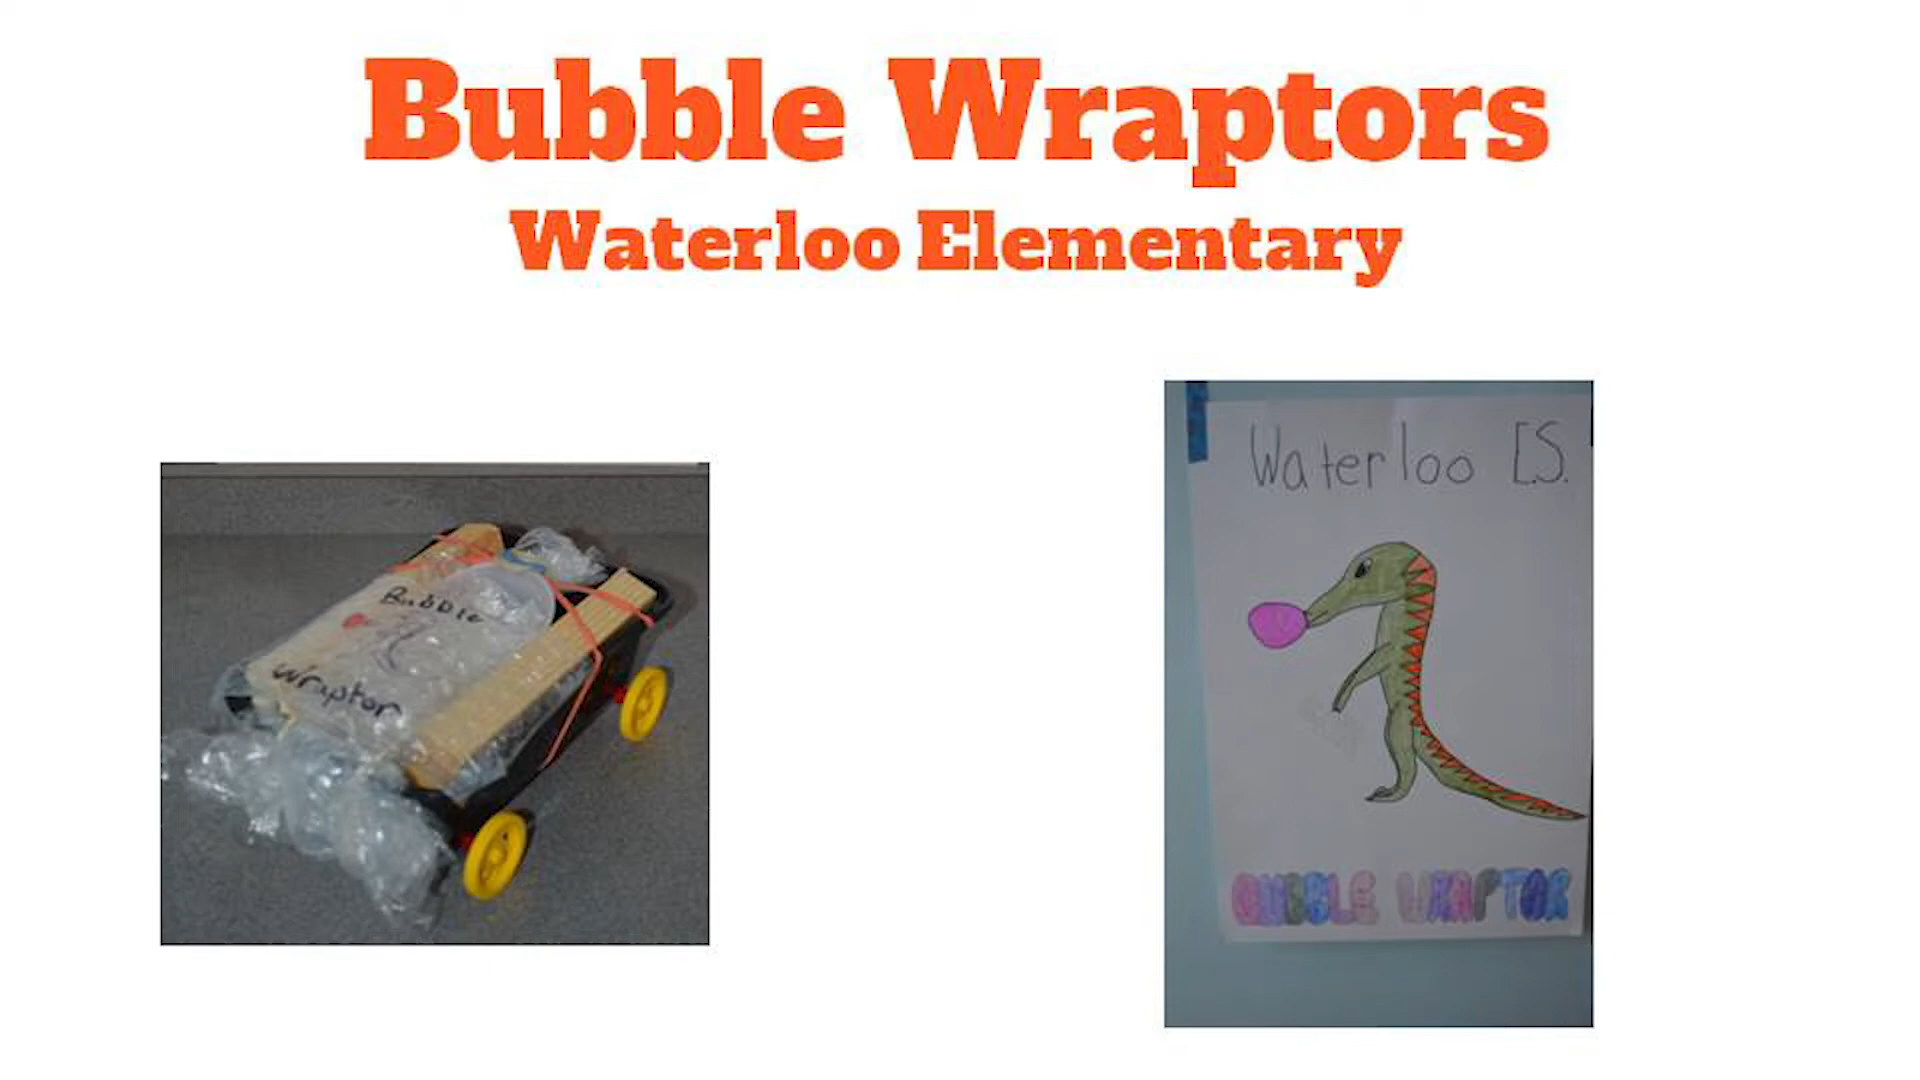 Bubble Wraptors
Waterloo Elementary
Bubble
Wraptor
Waterloo E.S.
BUBBLE WRAPTOR